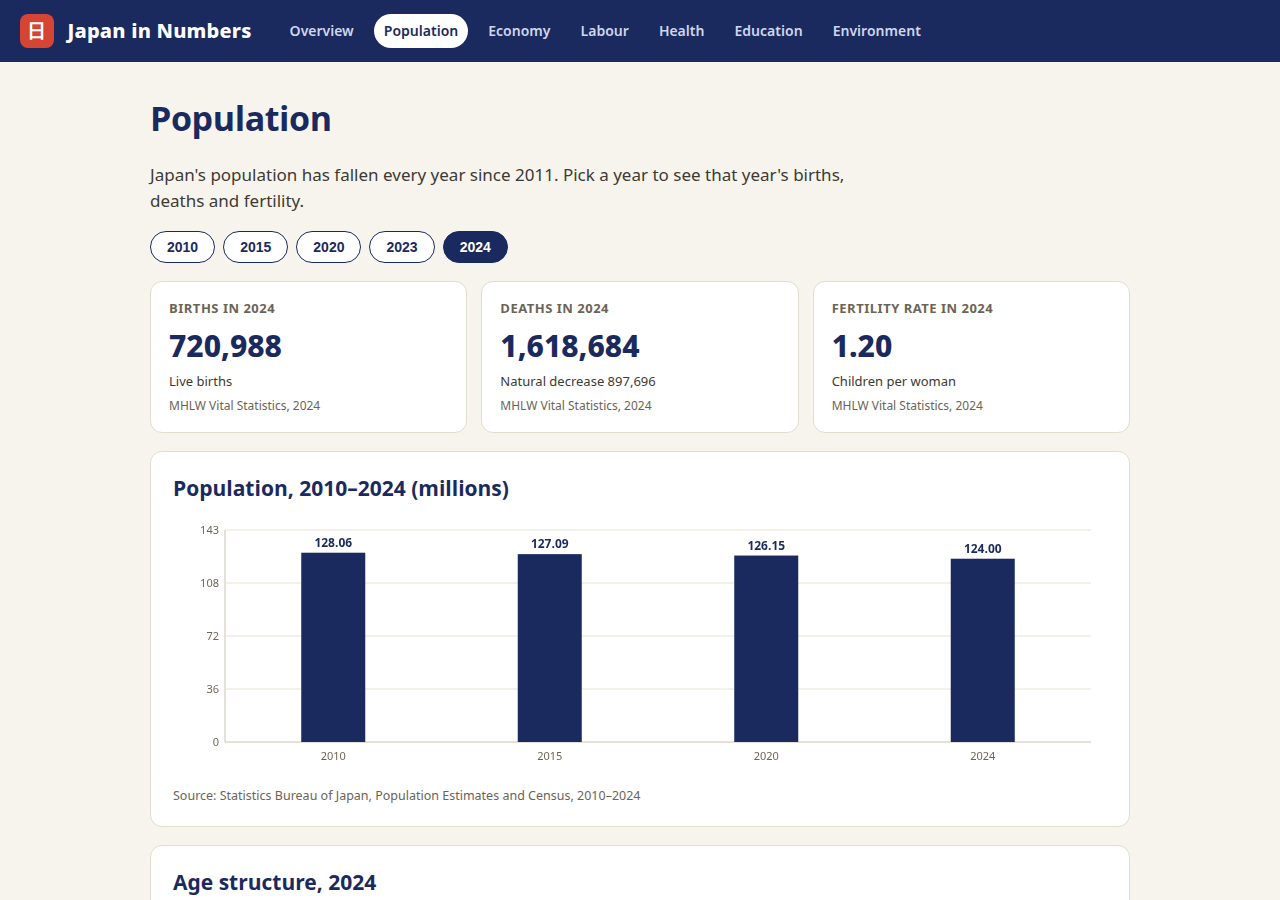 日 Japan in Numbers Overview Population Economy Labour Health Education Environment
Population
Japan's population has fallen every year since 2011. Pick a year to see that year's births,
deaths and fertility.
2010 2015 2020 2023 2024
BIRTHS IN 2024
720,988
Live births
MHLW Vital Statistics, 2024
DEATHS IN 2024
1,618,684
Natural decrease 897,696
MHLW Vital Statistics, 2024
FERTILITY RATE IN 2024
1.20
Children per woman
MHLW Vital Statistics, 2024
Population, 2010–2024 (millions)
143
108
72
36
0
128.06 127.09 126.15 124.00
2010 2015 2020 2024
Source: Statistics Bureau of Japan, Population Estimates and Census, 2010–2024
Age structure, 2024